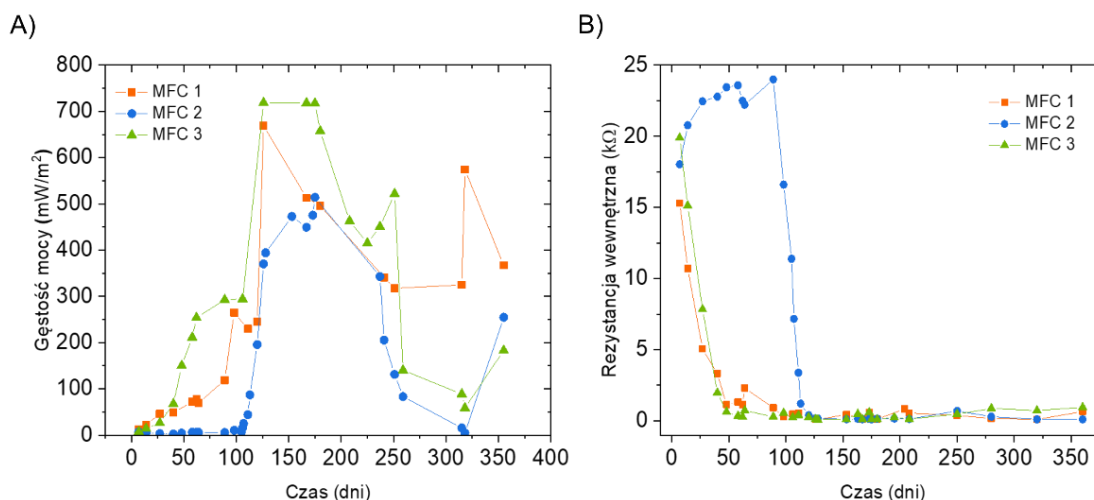 A)
800
700
600
500
400
300
200
100
0
Gęstość mocy (mW/m²)
MFC 1
MFC 2
MFC 3
0 50 100 150 200 250 300 350 400
Czas (dni)
B)
25
20
15
10
5
0
Rezystancja wewnętrzna (kΩ)
MFC 1
MFC 2
MFC 3
0 50 100 150 200 250 300 350
Czas (dni)